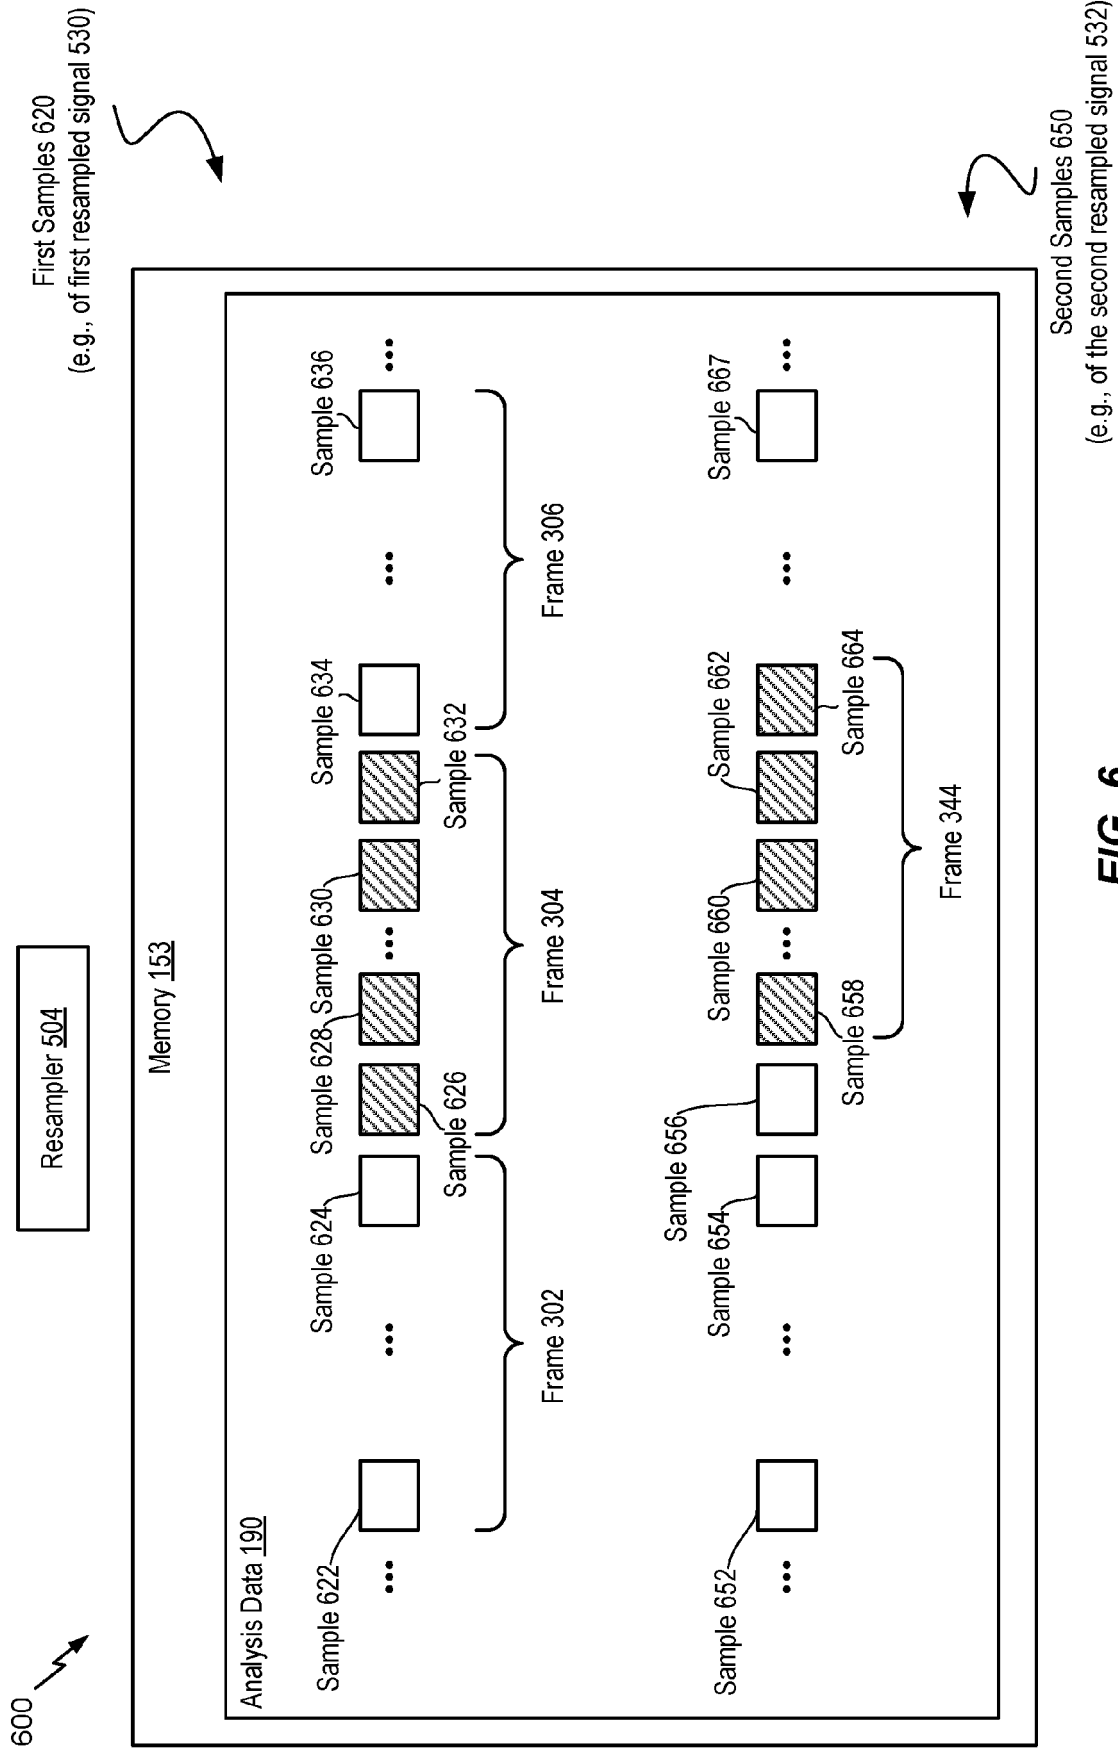 600
Resampler 504
First Samples 620
(e.g., of first resampled signal 530)
Memory 153
Analysis Data 190
Sample 622
Sample 624
Sample 628
Sample 630
Sample 634
Sample 636
Sample 626
Sample 632
Frame 302
Frame 304
Frame 306
Sample 652
Sample 654
Sample 656
Sample 660
Sample 662
Sample 667
Sample 658
Sample 664
Frame 344
Second Samples 650
(e.g., of the second resampled signal 532)
FIG. 6